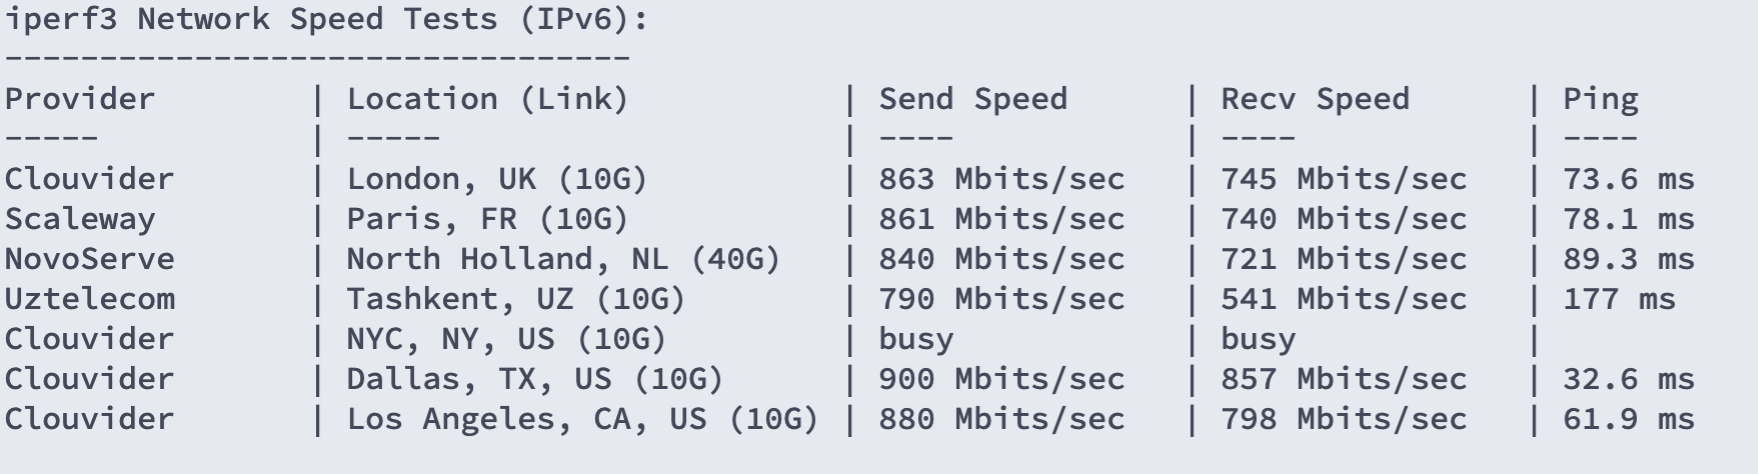 iperf3 Network Speed Tests (IPv6):
---------------------------------
Provider        | Location (Link)           | Send Speed      | Recv Speed      | Ping
-----           | -----                     | ----            | ----            | ----
Clouvider       | London, UK (10G)          | 863 Mbits/sec   | 745 Mbits/sec   | 73.6 ms
Scaleway        | Paris, FR (10G)           | 861 Mbits/sec   | 740 Mbits/sec   | 78.1 ms
NovoServe       | North Holland, NL (40G)   | 840 Mbits/sec   | 721 Mbits/sec   | 89.3 ms
Uztelecom       | Tashkent, UZ (10G)        | 790 Mbits/sec   | 541 Mbits/sec   | 177 ms
Clouvider       | NYC, NY, US (10G)         | busy            | busy            |
Clouvider       | Dallas, TX, US (10G)      | 900 Mbits/sec   | 857 Mbits/sec   | 32.6 ms
Clouvider       | Los Angeles, CA, US (10G) | 880 Mbits/sec   | 798 Mbits/sec   | 61.9 ms